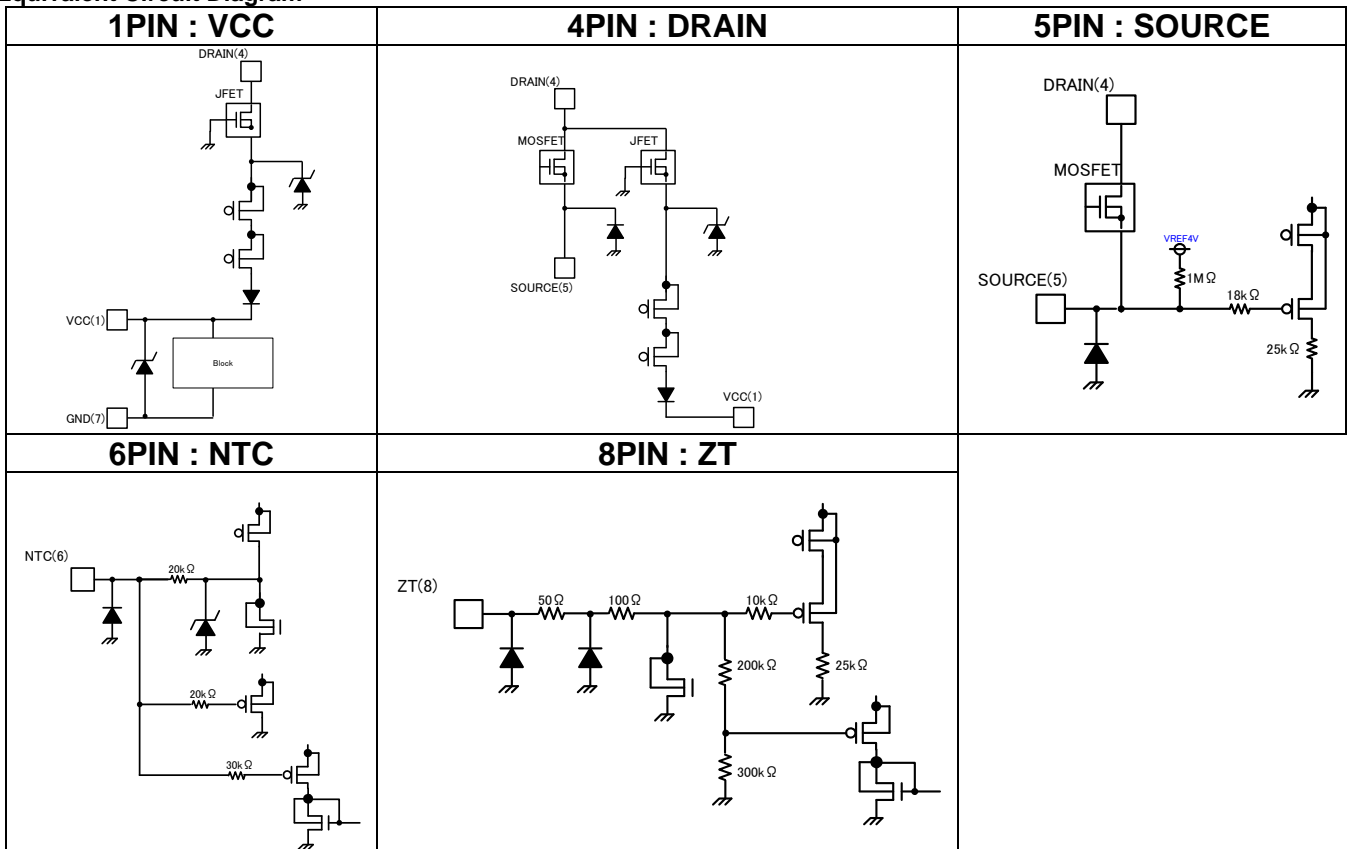 Equivalent Circuit Diagram
1PIN : VCC
4PIN : DRAIN
5PIN : SOURCE
DRAIN(4)
JFET
VCC(1)
Block
GND(7)
DRAIN(4)
MOSFET
JFET
SOURCE(5)
VCC(1)
DRAIN(4)
MOSFET
VREF4V
SOURCE(5)
1MΩ
18kΩ
25kΩ
6PIN : NTC
8PIN : ZT
NTC(6)
20kΩ
20kΩ
30kΩ
ZT(8)
50Ω
100Ω
10kΩ
200kΩ
25kΩ
300kΩ